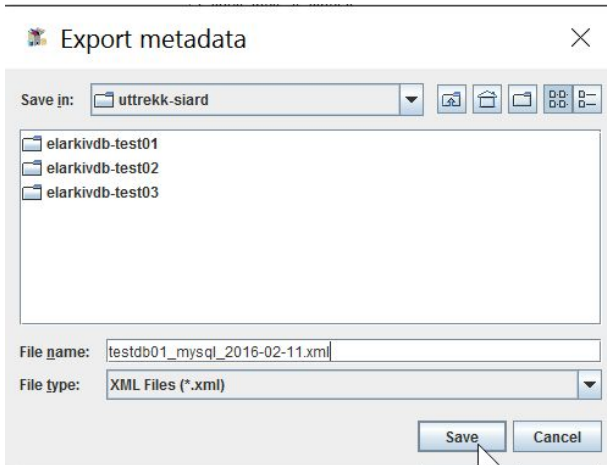 Export metadata
Save in: uttrekk-siard
elarkivdb-test01
elarkivdb-test02
elarkivdb-test03
File name: testdb01_mysql_2016-02-11.xml
File type: XML Files (*.xml)
Save Cancel